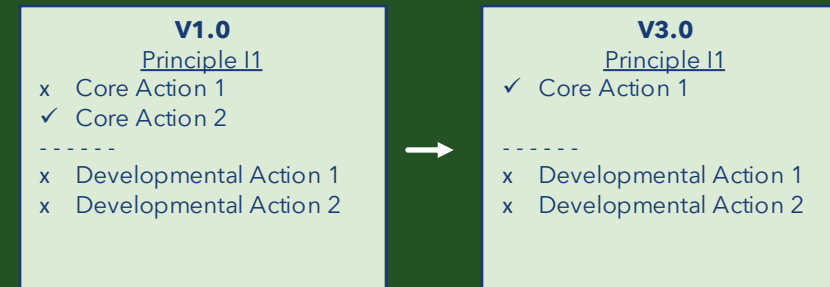 V1.0
Principle I1
x Core Action 1
✓ Core Action 2
- - - - - -
x Developmental Action 1
x Developmental Action 2
V3.0
Principle I1
✓ Core Action 1
- - - - - -
x Developmental Action 1
x Developmental Action 2